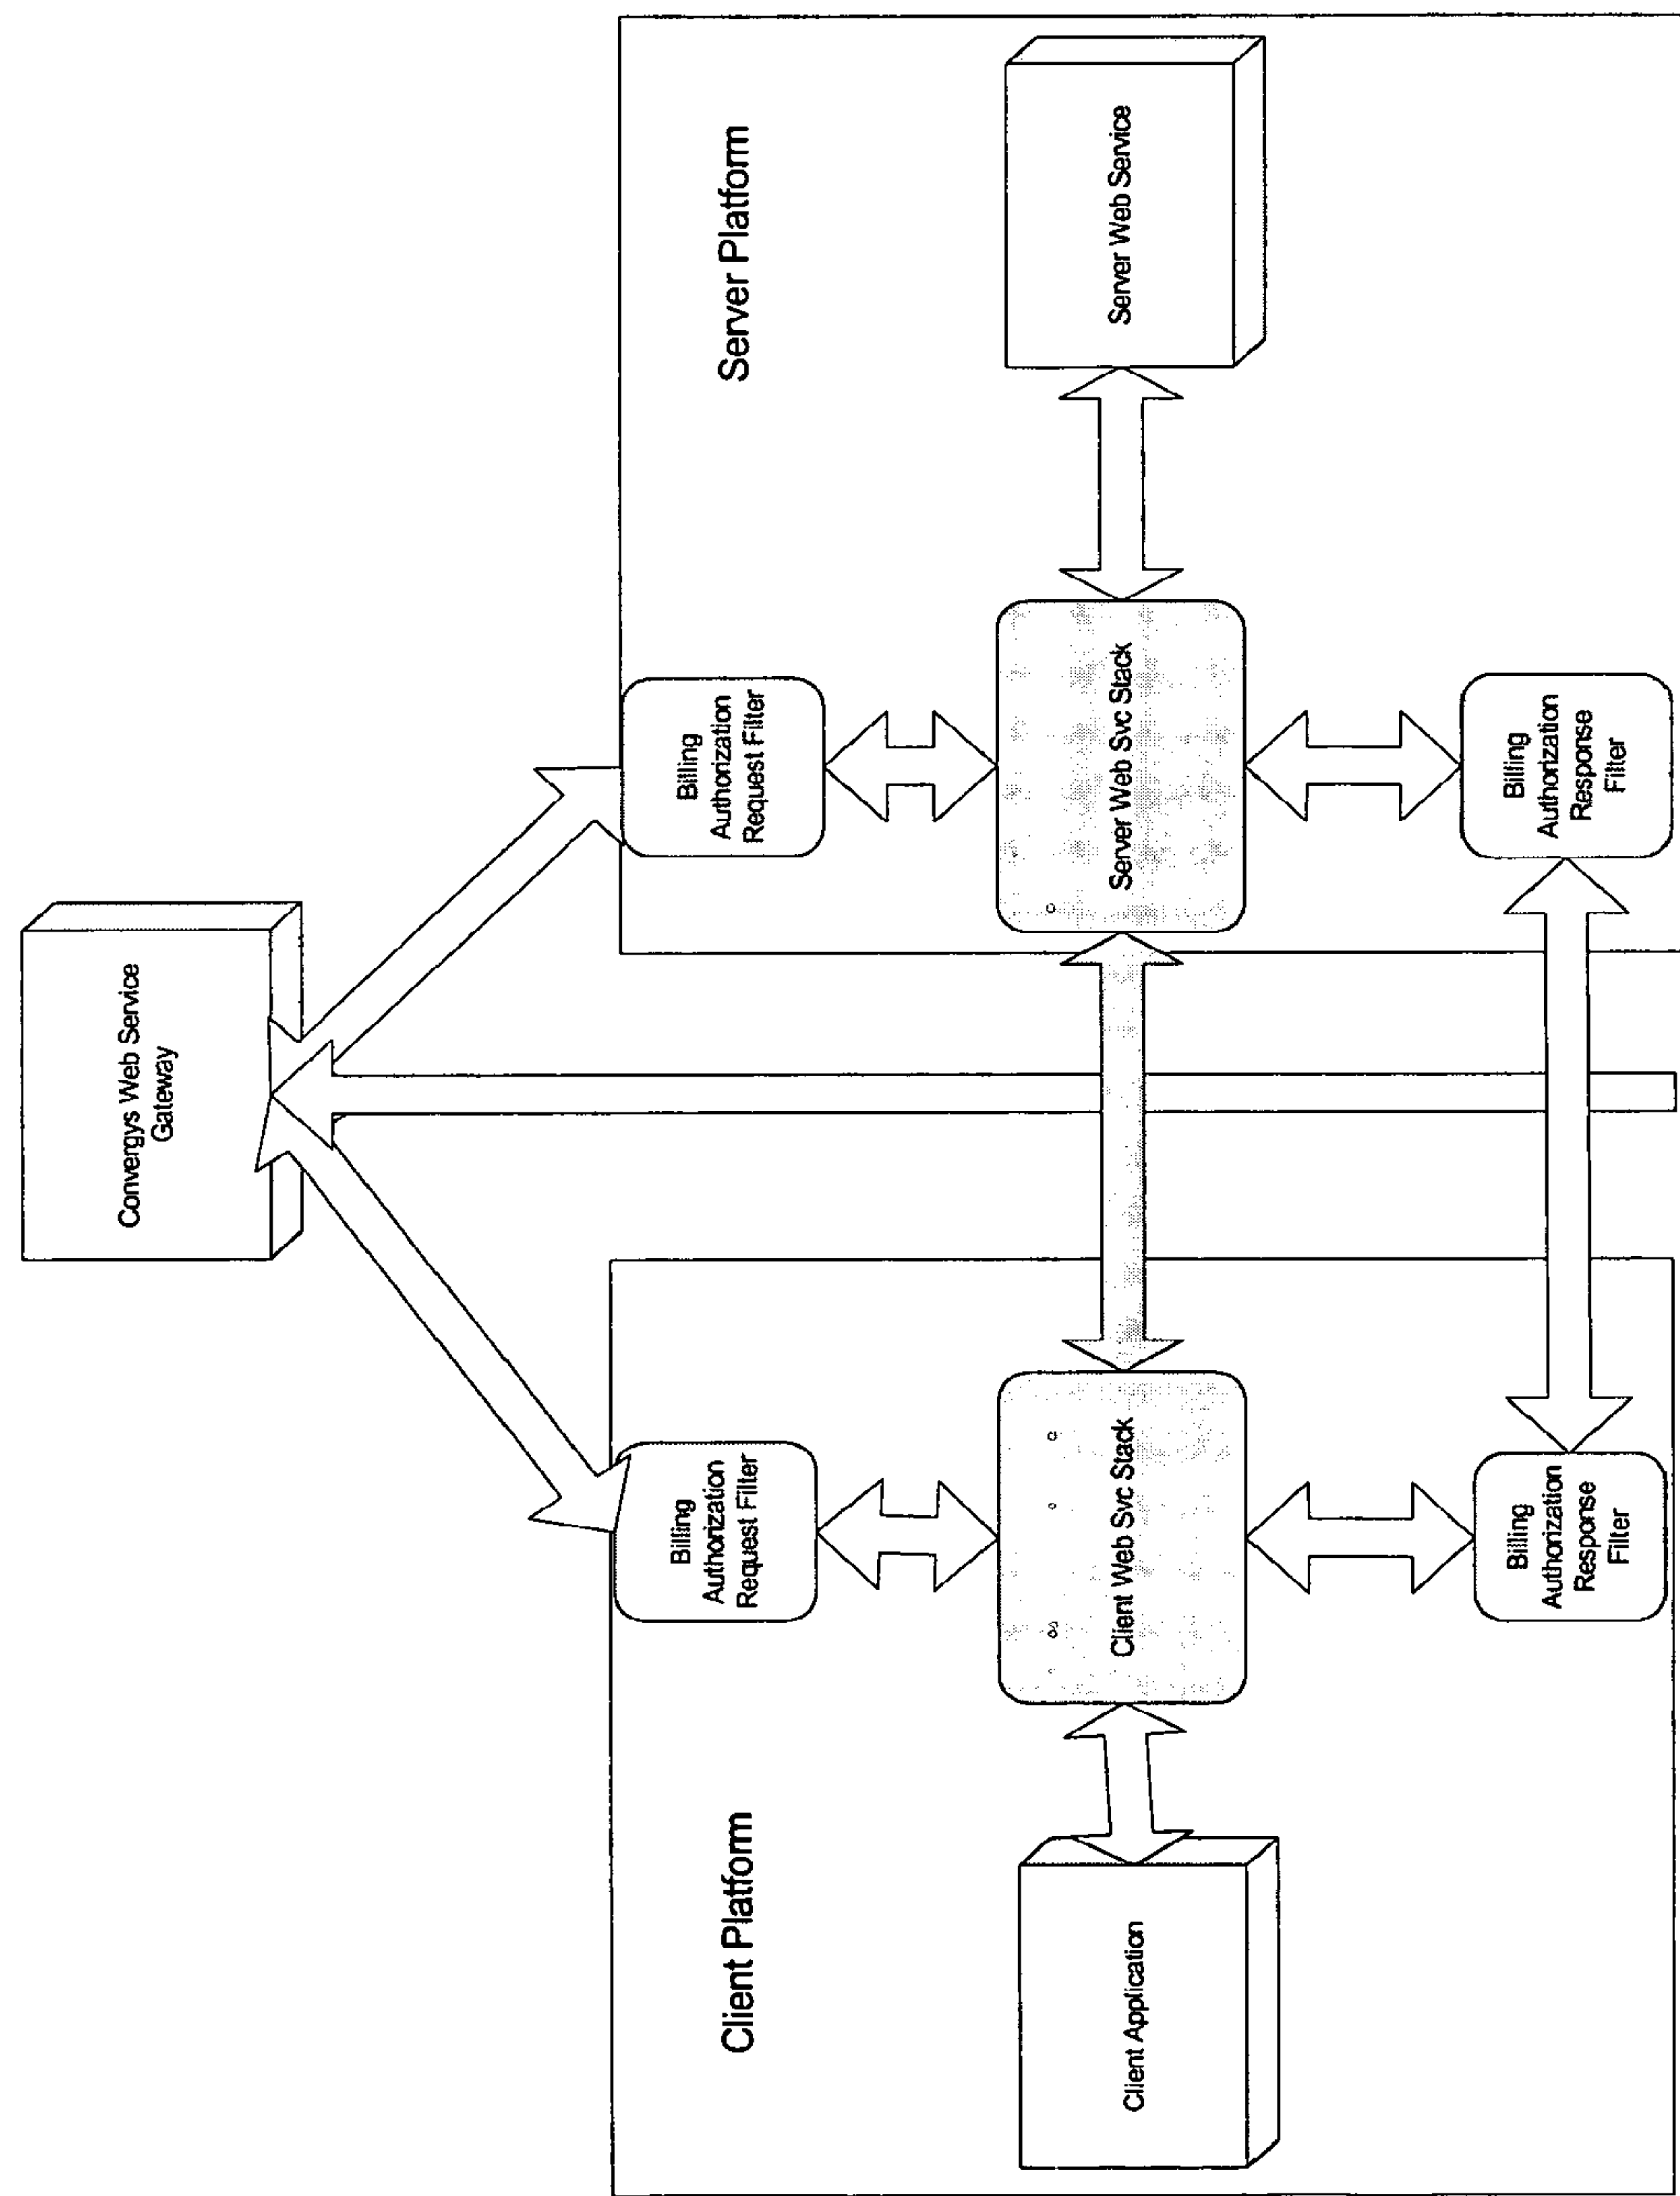 Convergys Web Service
Gateway
Client Platform
Server Platform
Billing
Authorization
Request Filter
Billing
Authorization
Request Filter
Client Application
Client Web Svc Stack
Server Web Svc Stack
Server Web Service
Billing
Authorization
Response
Filter
Billing
Authorization
Response
Filter